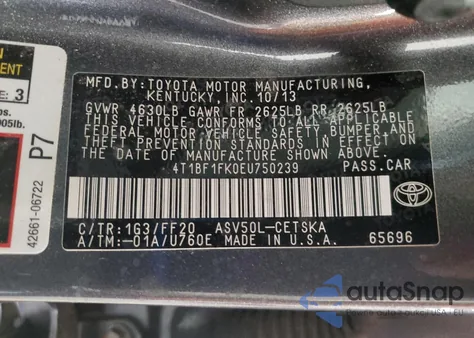 MFD. BY: TOYOTA MOTOR MANUFACTURING,
KENTUCKY, INC. 10/13
GVWR 4630LB GAWR FR 2625LB RR 2625LB
THIS VEHICLE CONFORMS TO ALL APPLICABLE
FEDERAL MOTOR VEHICLE SAFETY, BUMPER, AND
THEFT PREVENTION STANDARDS IN EFFECT ON
THE DATE OF MANUFACTURE SHOWN ABOVE.
4T1BF1FK0EU750239 PASS.CAR
C/TR: 1G3/FF20 ASV50L-CETSKA
A/TM: -01A/U760E MADE IN U.S.A. 65696
TOYOTA
3
P7
42661-06722
autoSnap